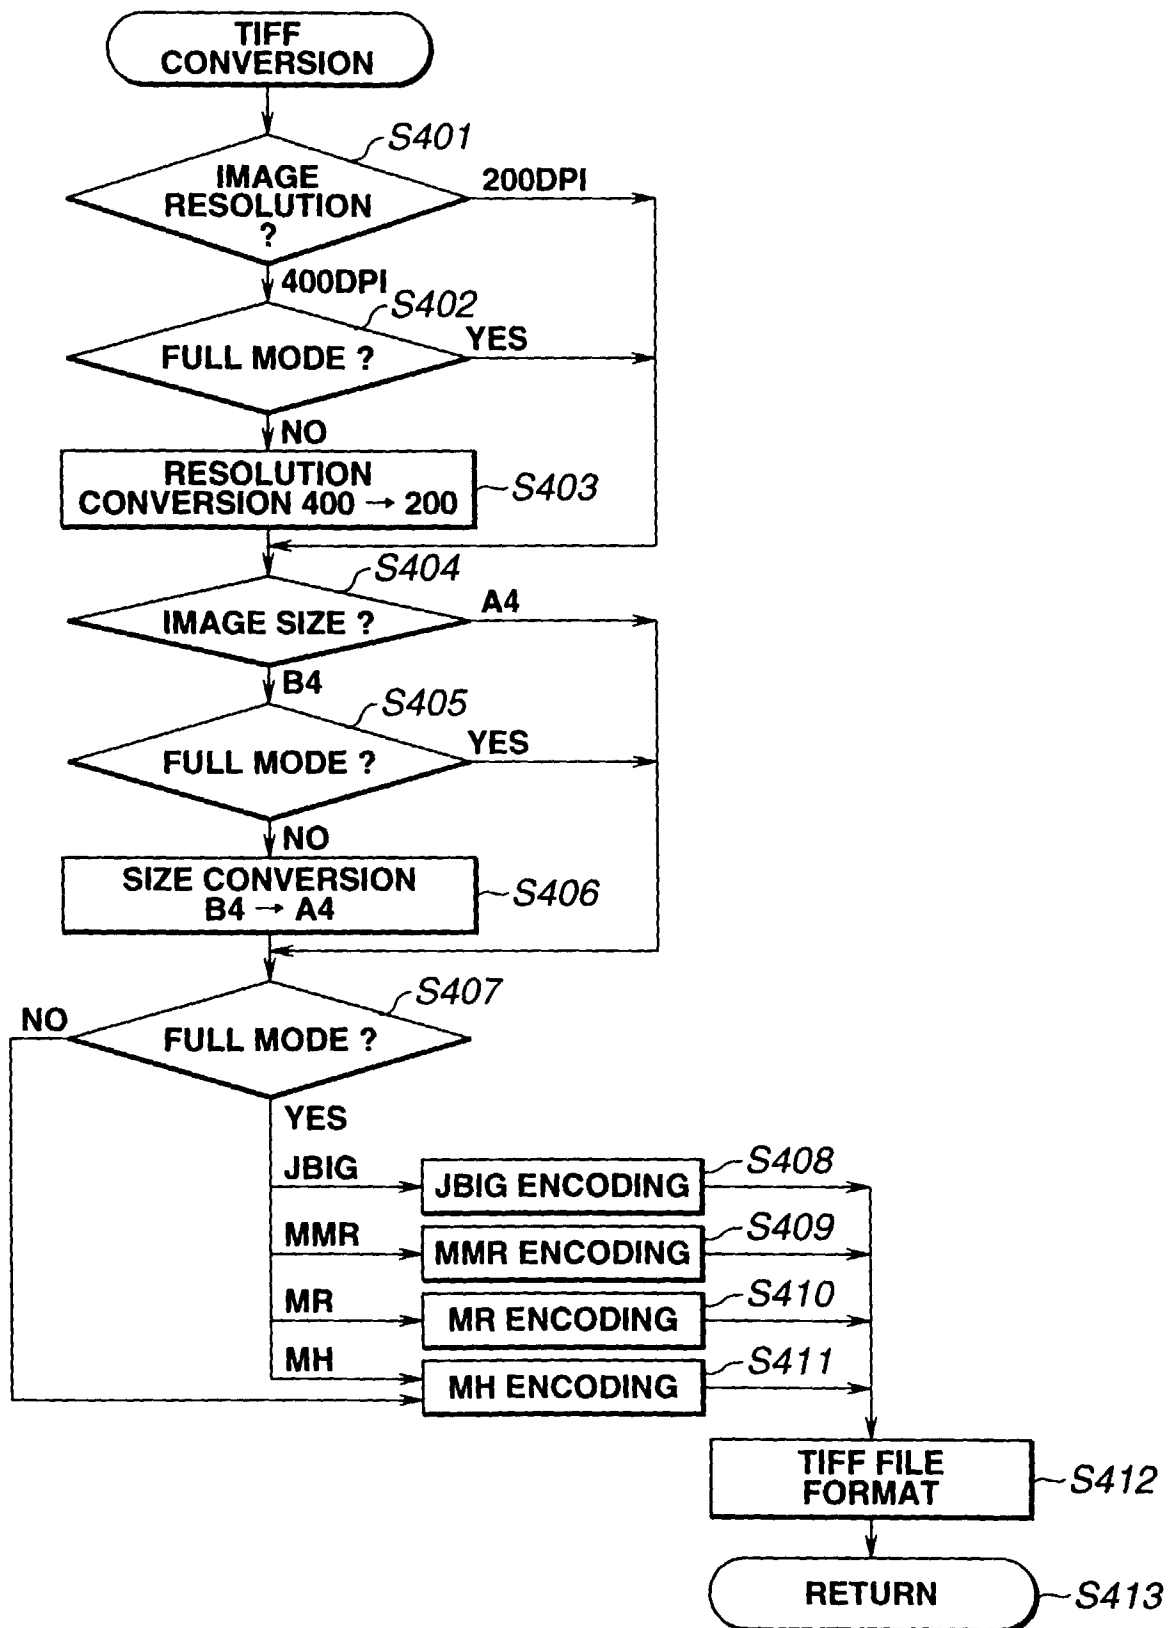 TIFF
CONVERSION
S401
IMAGE
RESOLUTION
?
200DPI
400DPI
S402
FULL MODE ?
YES
NO
RESOLUTION
CONVERSION 400 → 200
S403
S404
IMAGE SIZE ?
A4
B4
S405
FULL MODE ?
YES
NO
SIZE CONVERSION
B4 → A4
S406
S407
NO
FULL MODE ?
YES
JBIG
JBIG ENCODING
S408
MMR
MMR ENCODING
S409
MR
MR ENCODING
S410
MH
MH ENCODING
S411
TIFF FILE
FORMAT
S412
RETURN
S413